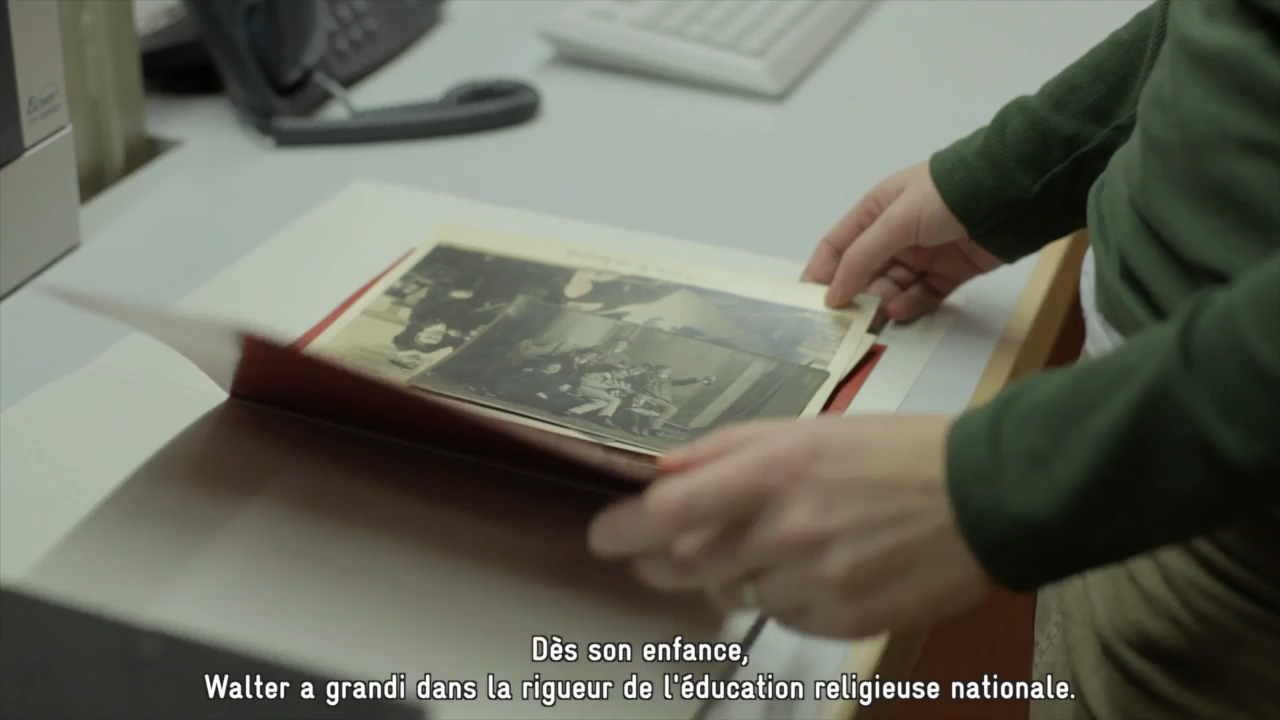 Dès son enfance,
Walter a grandi dans la rigueur de l'éducation religieuse nationale.